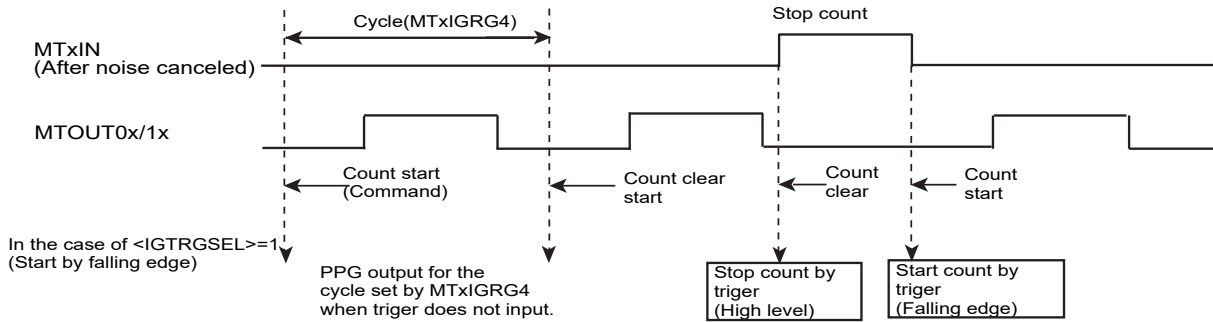 Cycle(MTxIGRG4)
Stop count
MTxIN
(After noise canceled)
MTOUT0x/1x
Count start
(Command)
Count clear
start
Count
clear
Count
start
In the case of <IGTRGSEL>=1
(Start by falling edge)
PPG output for the
cycle set by MTxIGRG4
when triger does not input.
Stop count by
triger
(High level)
Start count by
triger
(Falling edge)